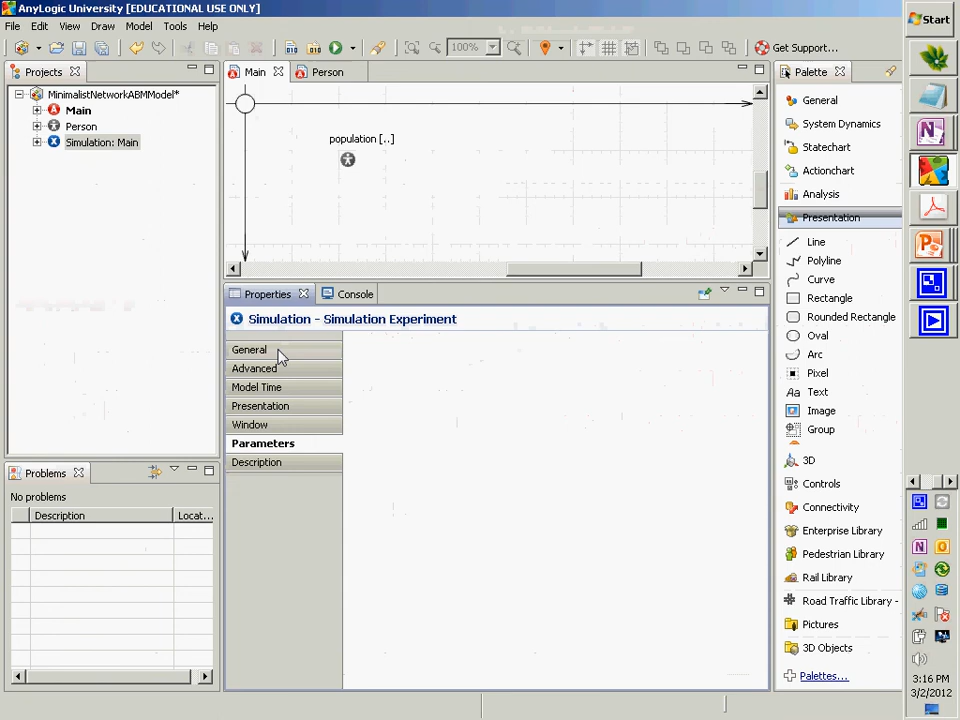 AnyLogic University [EDUCATIONAL USE ONLY]
File Edit View Draw Model Tools Help
100%
Get Support...
Projects
MinimalistNetworkABMModel*
Main
Person
Simulation: Main
Main
Person
population [..]
Properties
Console
Simulation - Simulation Experiment
General
Advanced
Model Time
Presentation
Window
Parameters
Description
Problems
No problems
Description
Locat...
Palette
General
System Dynamics
Statechart
Actionchart
Analysis
Presentation
Line
Polyline
Curve
Rectangle
Rounded Rectangle
Oval
Arc
Pixel
Aa Text
Image
Group
3D
Controls
Connectivity
Enterprise Library
Pedestrian Library
Rail Library
Road Traffic Library -
Pictures
3D Objects
Palettes...
Start
3:16 PM
3/2/2012